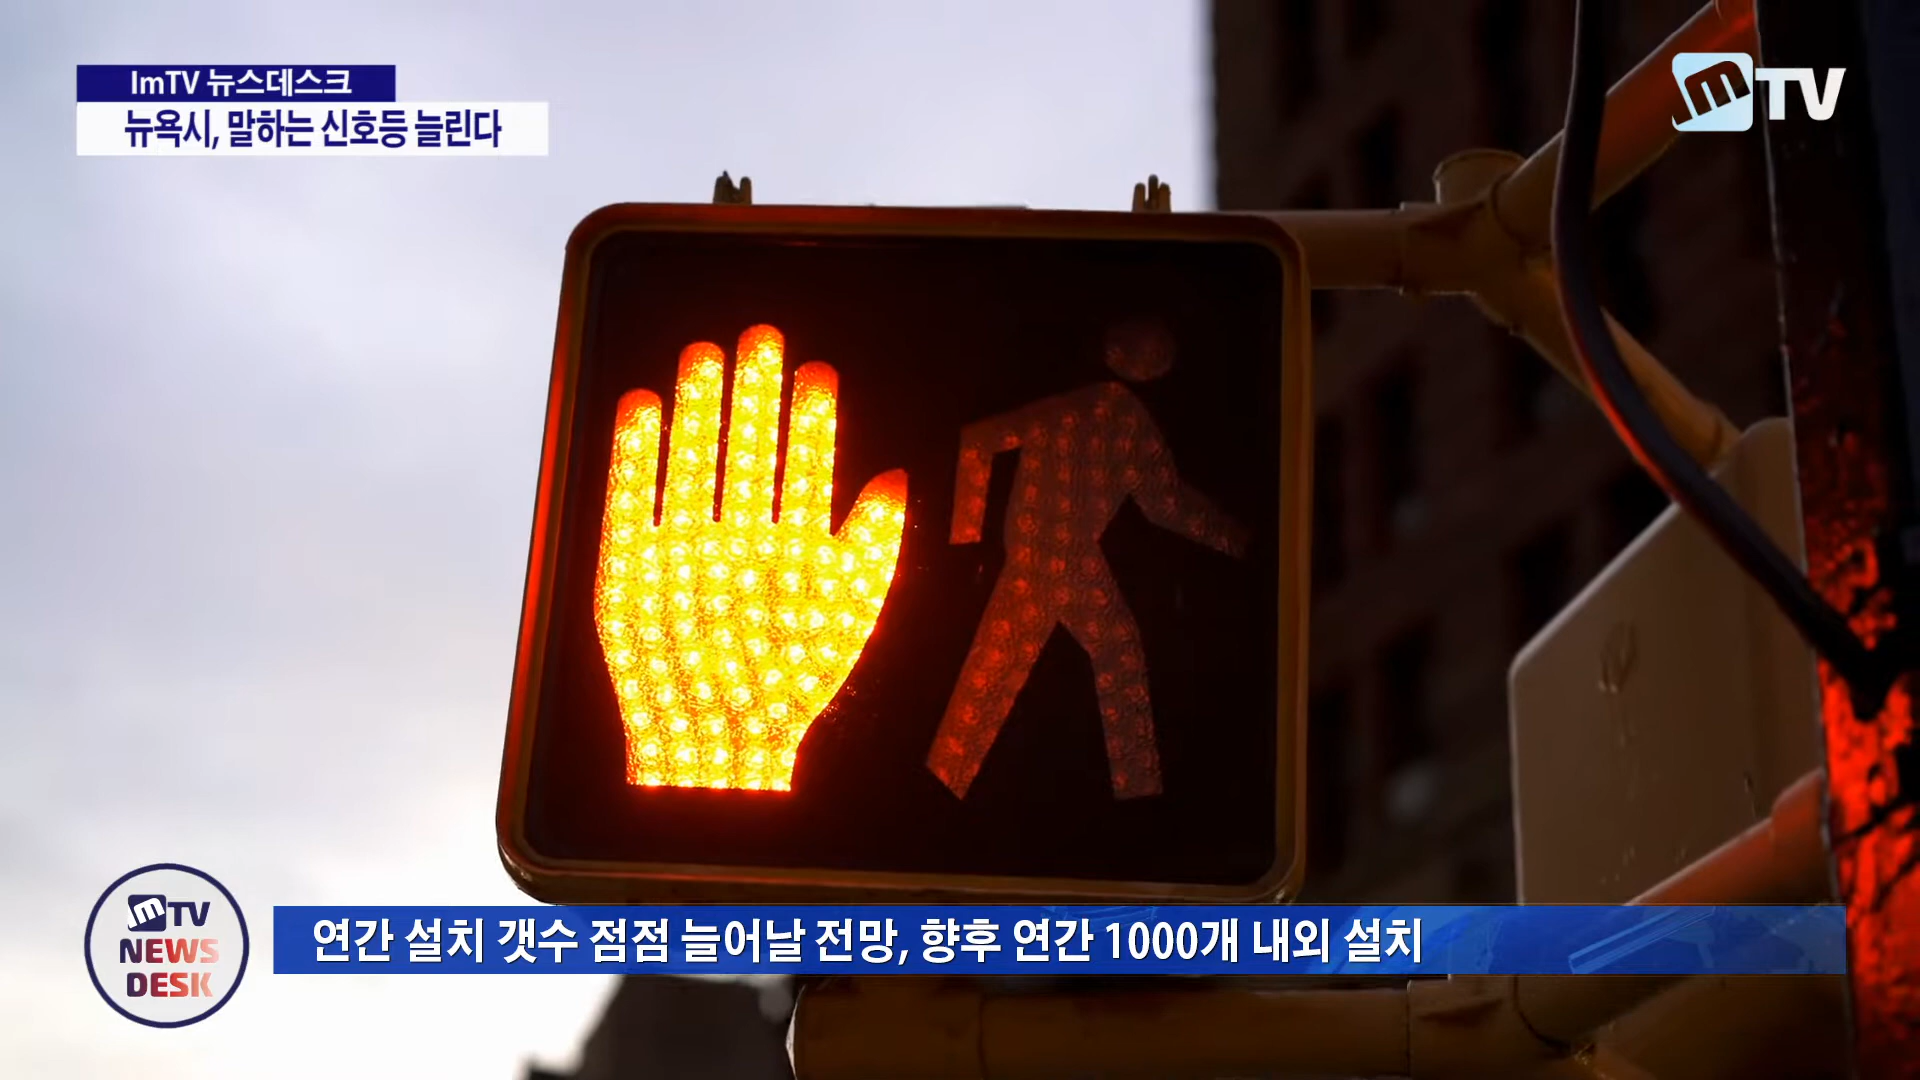 ImTV 뉴스데스크
뉴욕시, 말하는 신호등 늘린다
mTV
mTV
NEWS
DESK
연간 설치 갯수 점점 늘어날 전망, 향후 연간 1000개 내외 설치